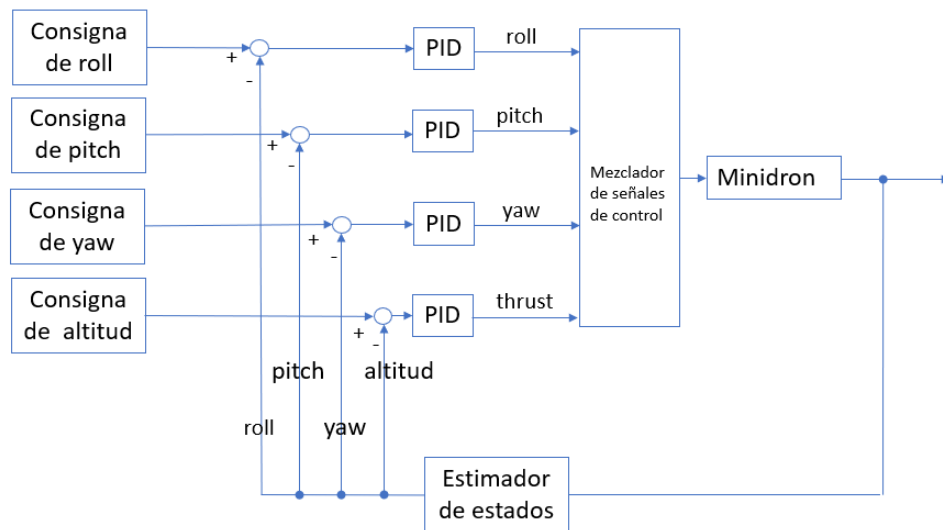 Consigna
de roll
+
-
PID
roll
Consigna
de pitch
+
-
PID
pitch
Consigna
de yaw
+
-
PID
yaw
Consigna
de altitud
+
-
PID
thrust
Mezclador
de señales
de control
Minidron
pitch
altitud
roll
yaw
Estimador
de estados